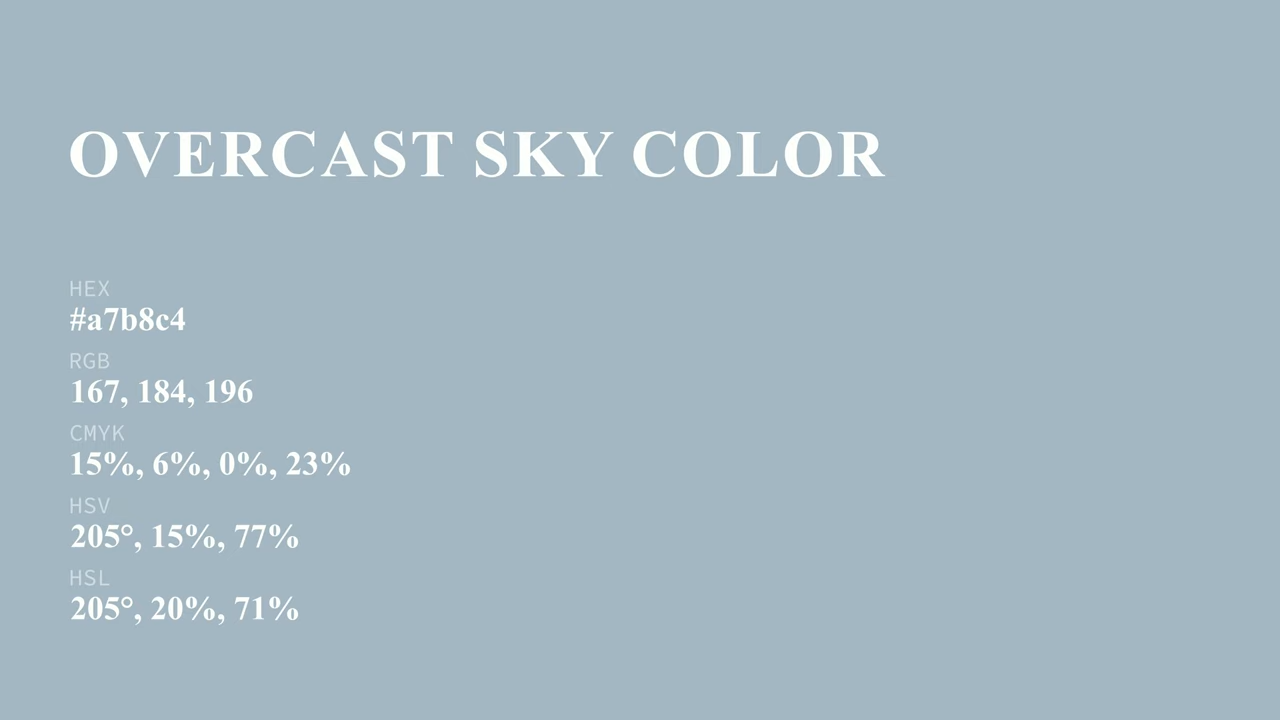 OVERCAST SKY COLOR
HEX
#a7b8c4
RGB
167, 184, 196
CMYK
15%, 6%, 0%, 23%
HSV
205°, 15%, 77%
HSL
205°, 20%, 71%